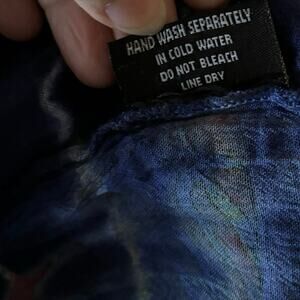 HAND WASH SEPARATELY
IN COLD WATER
DO NOT BLEACH
LINE DRY